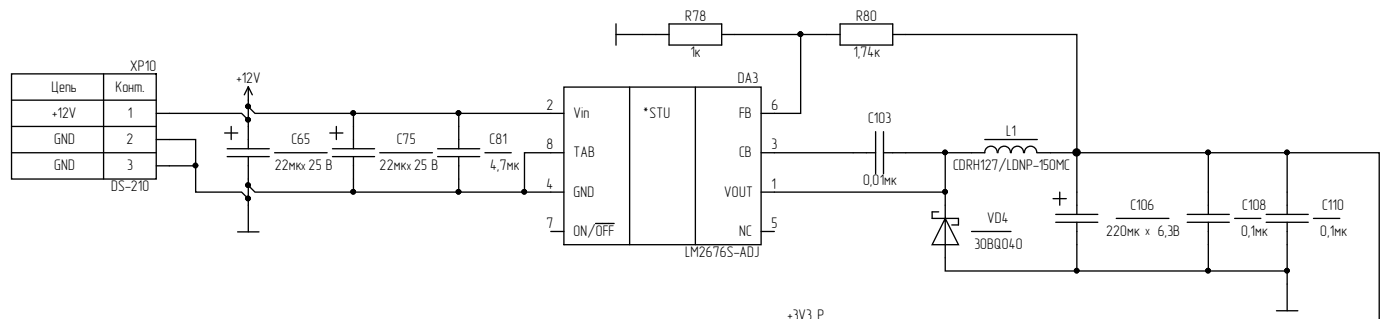 R78
1к
R80
1,74к
XP10
Цепь Конт.
+12V 1
GND 2
GND 3
DS-210
+12V
+ C65
22мкх 25 В
+ C75
22мкх 25 В
C81
4,7мк
DA3
2 Vin *STU FB 6
8 TAB CB 3
4 GND VOUT 1
7 ON/OFF NC 5
LM2676S-ADJ
C103
0,01мк
L1
CDRH127/LDNP-150MC
VD4
30BQ040
+ C106
220мк х 6,3В
C108
0,1мк
C110
0,1мк
+3V3_P